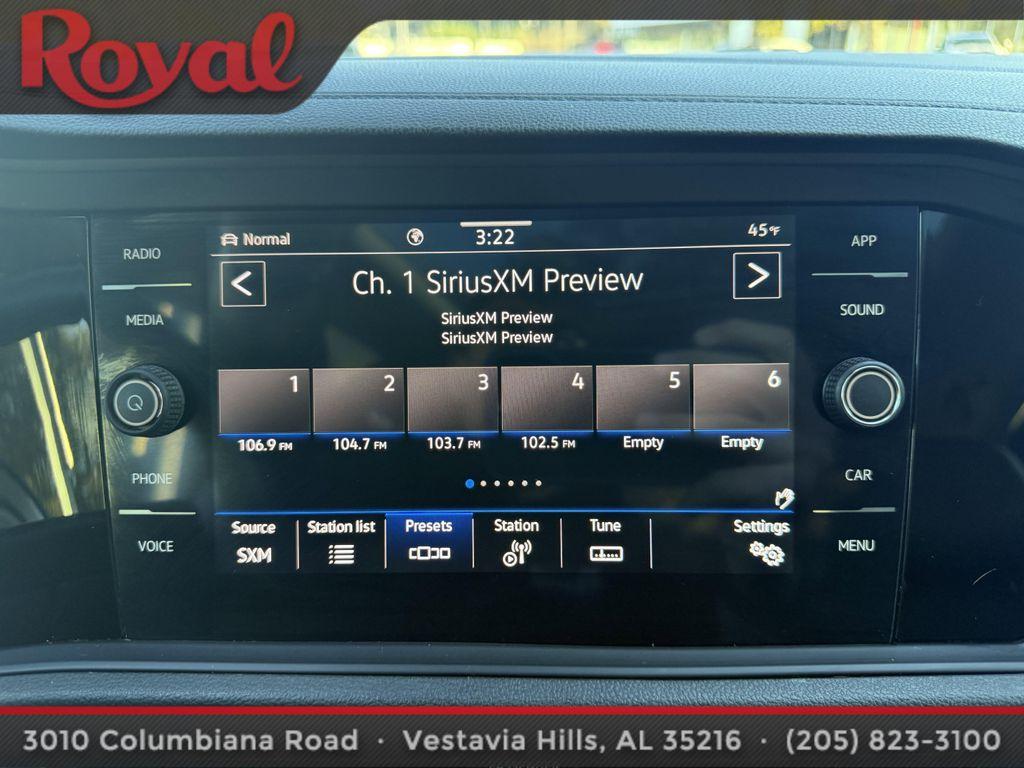 Royal
RADIO
MEDIA
PHONE
VOICE
Normal
3:22
45°F
< Ch. 1 SiriusXM Preview >
SiriusXM Preview
SiriusXM Preview
1 2 3 4 5 6
106.9 FM 104.7 FM 103.7 FM 102.5 FM Empty Empty
Source Station list Presets Station Tune Settings
SXM
APP
SOUND
CAR
MENU
3010 Columbiana Road · Vestavia Hills, AL 35216 · (205) 823-3100